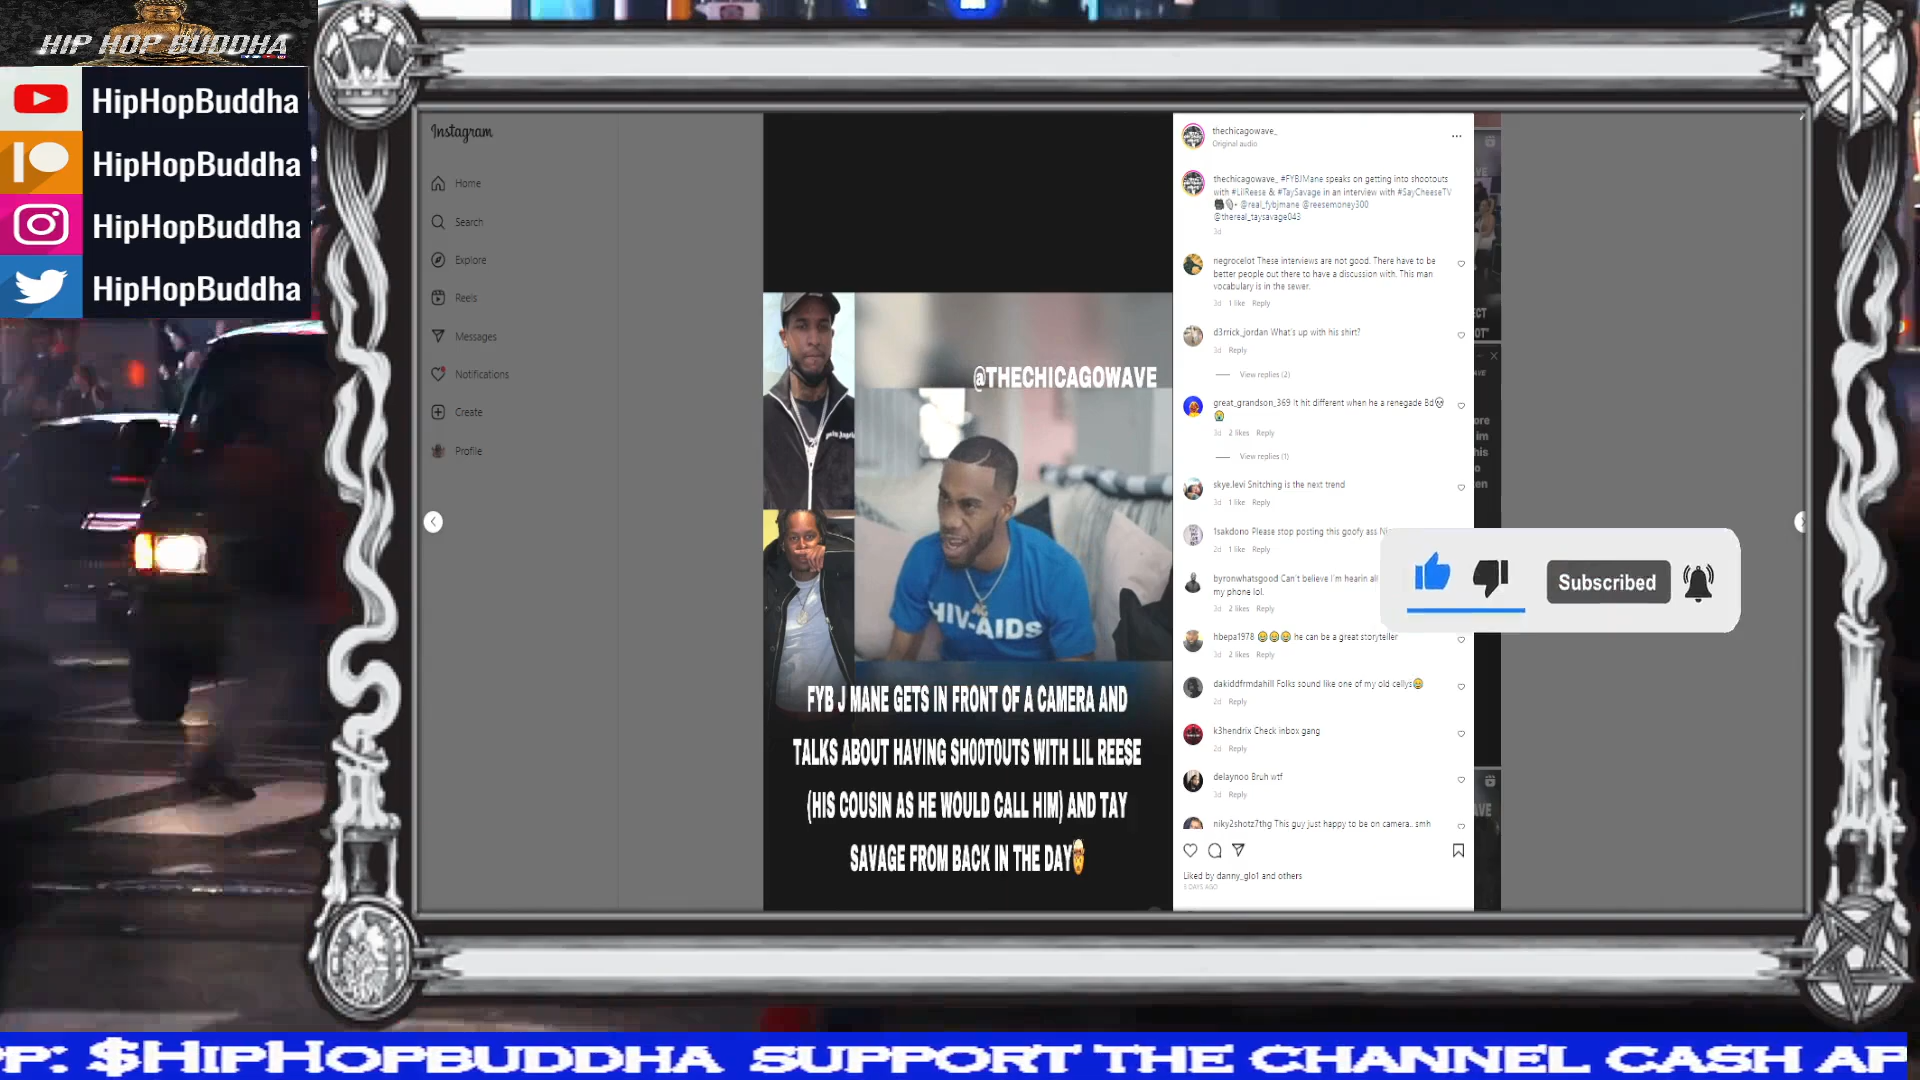 HIP HOP BUDDHA
HipHopBuddha
HipHopBuddha
HipHopBuddha
HipHopBuddha
Instagram
Home
Search
Explore
Reels
Messages
Notifications
Create
Profile
@THECHICAGOWAVE
HIV-AIDS
FYB J MANE GETS IN FRONT OF A CAMERA AND
TALKS ABOUT HAVING SH00TOUTS WITH LIL REESE
(HIS COUSIN AS HE WOULD CALL HIM) AND TAY
SAVAGE FROM BACK IN THE DAY🤯
thechicagowave_
Original audio
thechicagowave_ #FYBJMane speaks on getting into shootouts
with #LilReese & #TaySavage in an interview with #SayCheeseTV
@real_fybjmane @reesemoney300
@thereal_taysavage043
3d
negrocelot These interviews are not good. There have to be
better people out there to have a discussion with. This man
vocabulary is in the sewer.
3d 1 like Reply
d3rrick_jordan What's up with his shirt?
3d Reply
View replies (2)
great_grandson_369 It hit different when he a renegade Bd💀
😭
3d 2 likes Reply
View replies (1)
skye.levi Snitching is the next trend
3d 1 like Reply
1sakdono Please stop posting this goofy ass
2d 1 like Reply
byronwhatsgood Can't believe I'm hearin
my phone lol.
3d 2 likes Reply
hbepa1978 😂😂😂 he can be a great storyteller
3d 2 likes Reply
dakiddfrmdahill Folks sound like one of my old cellys😂
2d Reply
k3hendrix Check inbox gang
2d Reply
delaynoo Bruh wtf
3d Reply
niky2shotz7thg This guy just happy to be on camera.. smh
Liked by danny_glo1 and others
3 DAYS AGO
Subscribed
PP: $HIPHOPBUDDHA SUPPORT THE CHANNEL CASH AP